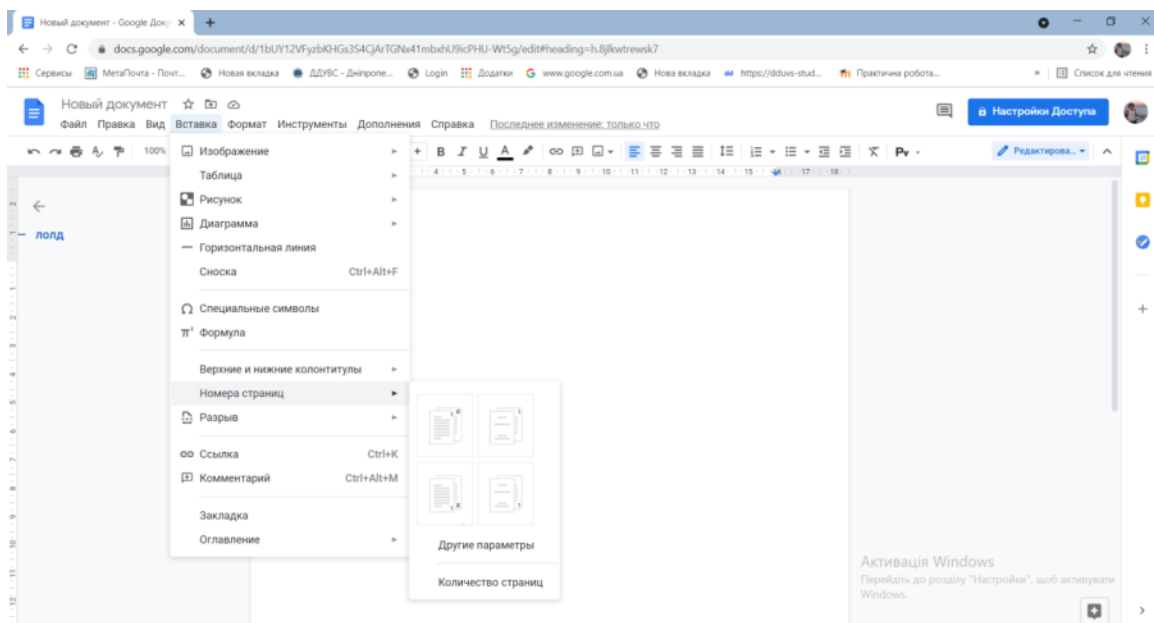 Новый документ - Google Доку
docs.google.com/document/d/1bUY12VFyzbKHGs3S4CjArTGNx41mbxhU9icPHU-Wt5g/edit#heading=h.8jlkwtrewsk7
Сервисы МетаПочта - Почт... Новая вкладка ДДУВС - Дніпропе... Login Додатки www.google.com.ua Нова вкладка https://dduvs-stud... Практична робота... » Список для чтения
Новый документ
Файл Правка Вид Вставка Формат Инструменты Дополнения Справка Последнее изменение: только что
Настройки Доступа
100%
Редактирова...
лолд
Изображение
Таблица
Рисунок
Диаграмма
Горизонтальная линия
Сноска Ctrl+Alt+F
Специальные символы
Формула
Верхние и нижние колонтитулы
Номера страниц
Разрыв
Ссылка Ctrl+K
Комментарий Ctrl+Alt+M
Закладка
Оглавление
Другие параметры
Количество страниц
Активація Windows
Перейдіть до розділу "Настройки", щоб активувати
Windows.